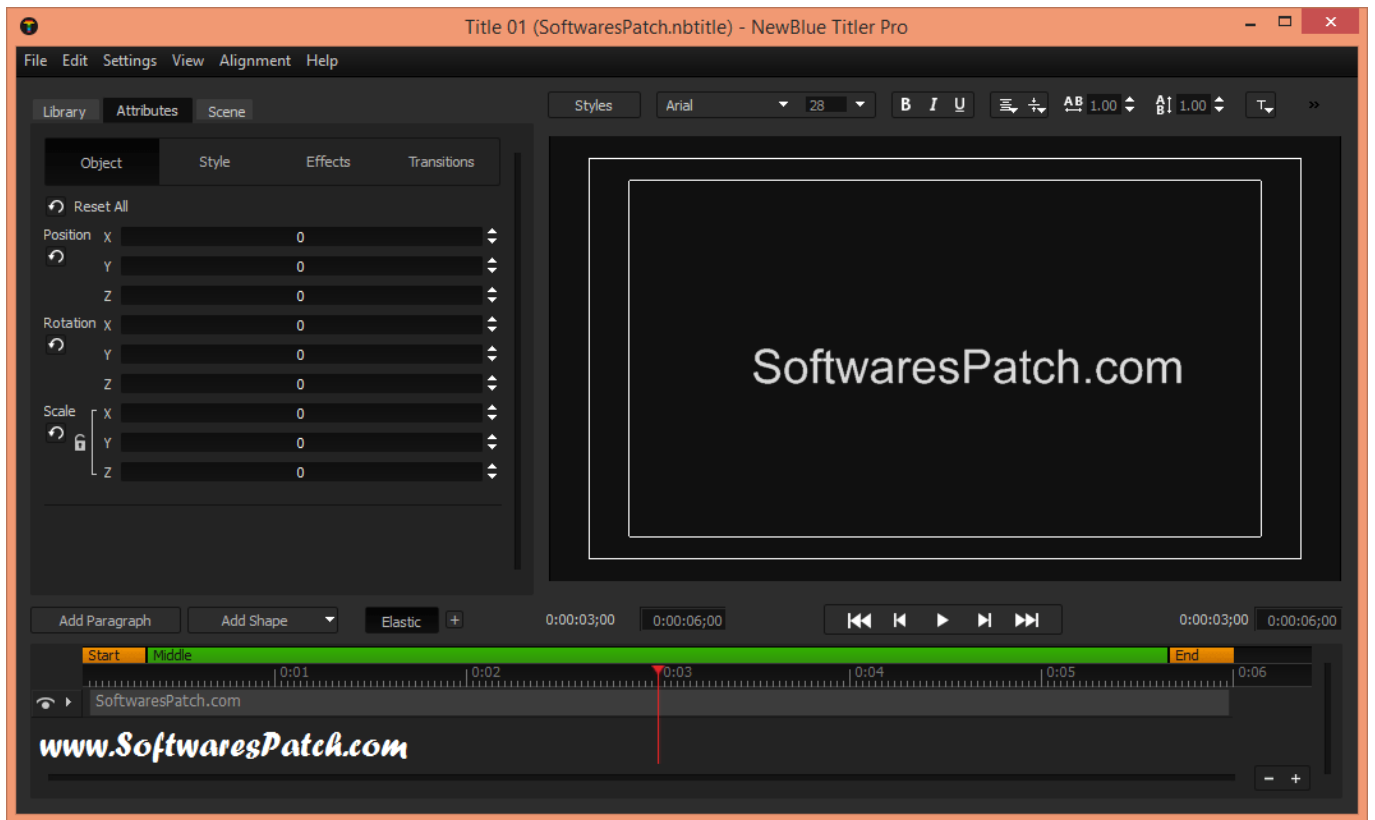 Title 01 (SoftwaresPatch.nbtitle) - NewBlue Titler Pro
File Edit Settings View Alignment Help
Library Attributes Scene
Styles Arial 28 B I U AB 1.00 AB 1.00 T
Object Style Effects Transitions
Reset All
Position X 0
Y 0
Z 0
Rotation X 0
Y 0
Z 0
Scale X 0
Y 0
Z 0
SoftwaresPatch.com
Add Paragraph Add Shape Elastic + 0:00:03;00 0:00:06;00 0:00:03;00 0:00:06;00
Start Middle End
0:01 0:02 0:03 0:04 0:05 0:06
SoftwaresPatch.com
www.SoftwaresPatch.com
- +